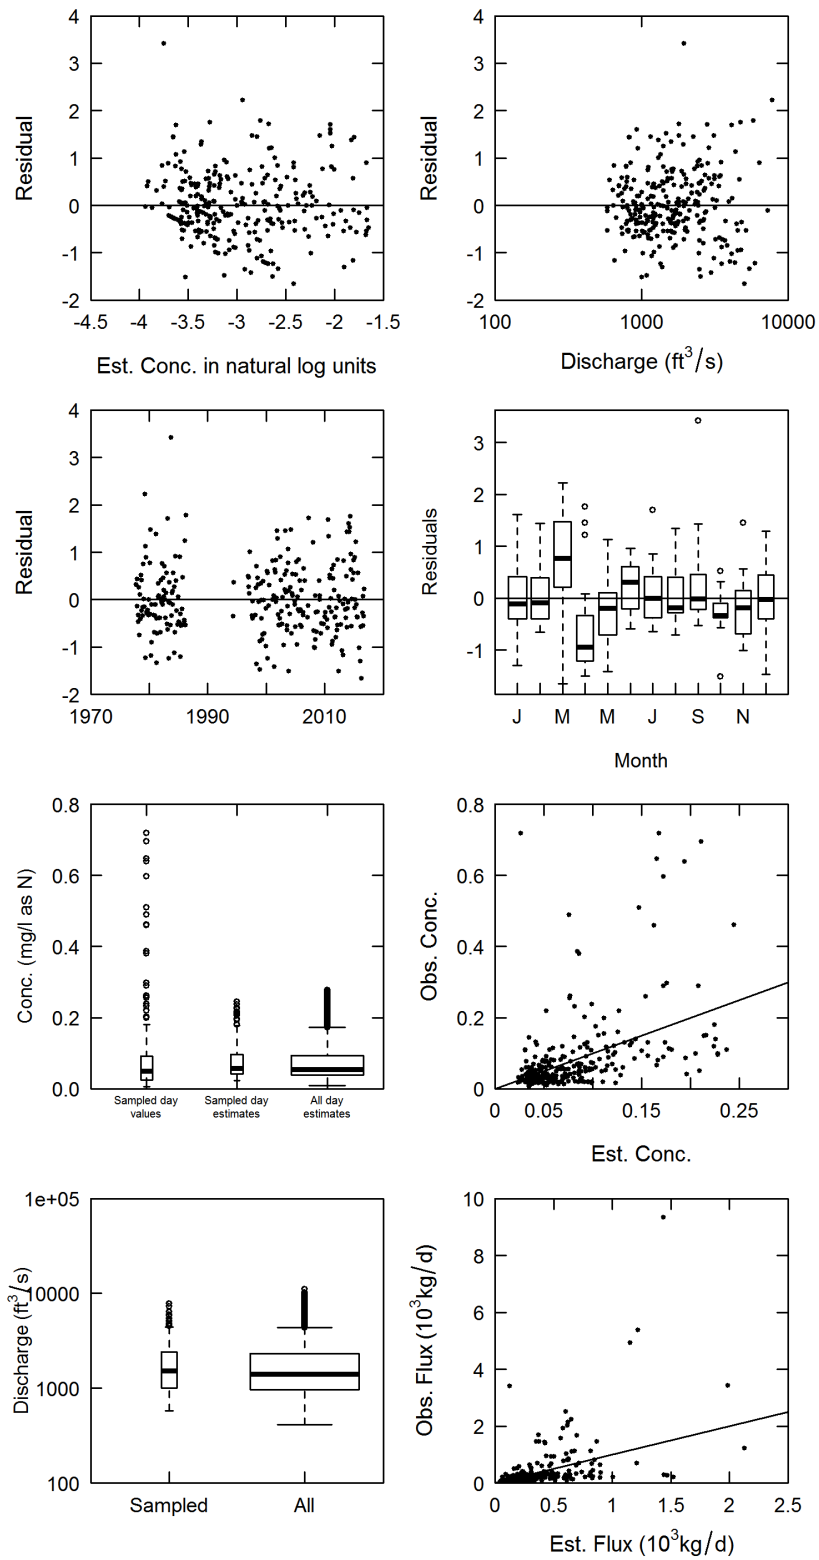 4
3
2
1
0
-1
-2
Residual
-4.5
-4
-3.5
-3
-2.5
-2
-1.5
Est. Conc. in natural log units
4
3
2
1
0
-1
-2
Residual
100
1000
10000
Discharge (ft³/s)
4
3
2
1
0
-1
-2
Residual
1970
1990
2010
3
2
1
0
-1
Residuals
J
M
M
J
S
N
Month
0.8
0.6
0.4
0.2
0.0
Conc. (mg/l as N)
Sampled day
values
Sampled day
estimates
All day
estimates
0.8
0.6
0.4
0.2
0
Obs. Conc.
0
0.05
0.15
0.25
Est. Conc.
1e+05
10000
1000
100
Discharge (ft³/s)
Sampled
All
10
8
6
4
2
0
Obs. Flux (10³kg/d)
0
0.5
1
1.5
2
2.5
Est. Flux (10³kg/d)